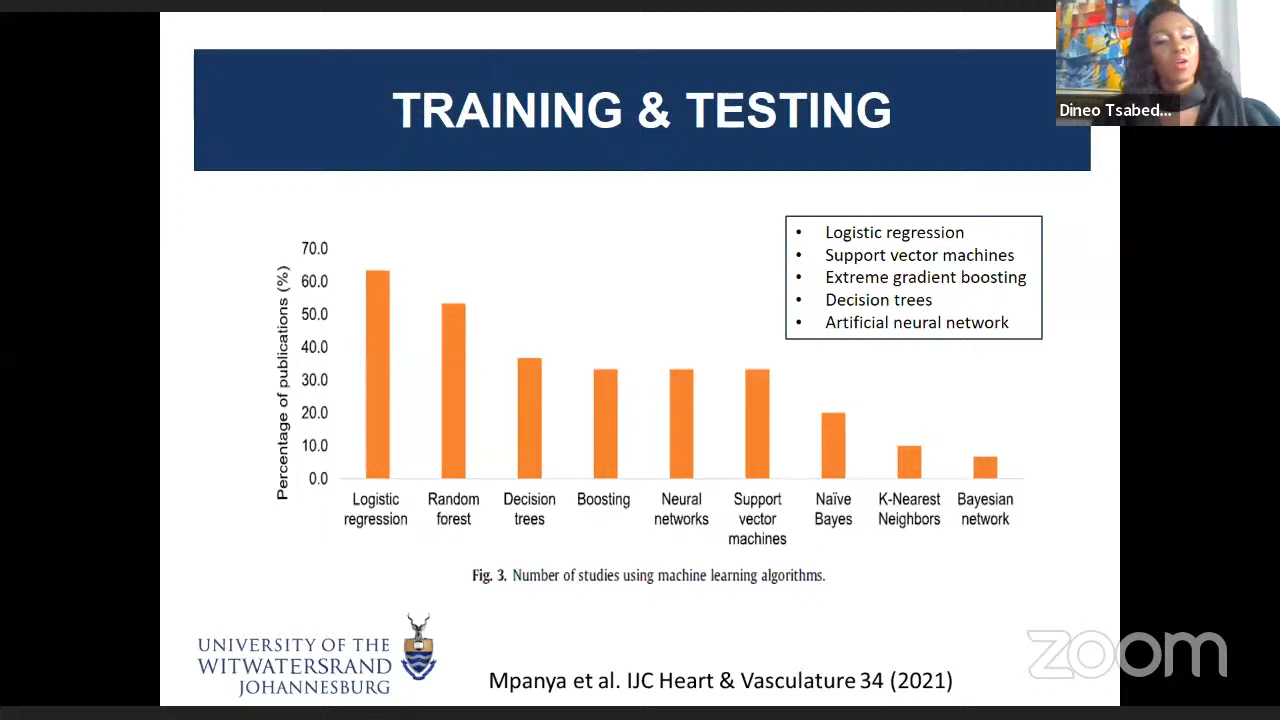 TRAINING & TESTING
Dineo Tsabed...
• Logistic regression
• Support vector machines
• Extreme gradient boosting
• Decision trees
• Artificial neural network
Percentage of publications (%)
70.0
60.0
50.0
40.0
30.0
20.0
10.0
0.0
Logistic
regression
Random
forest
Decision
trees
Boosting
Neural
networks
Support
vector
machines
Naïve
Bayes
K-Nearest
Neighbors
Bayesian
network
Fig. 3. Number of studies using machine learning algorithms.
UNIVERSITY OF THE
WITWATERSRAND
JOHANNESBURG
Mpanya et al. IJC Heart & Vasculature 34 (2021)
zoom